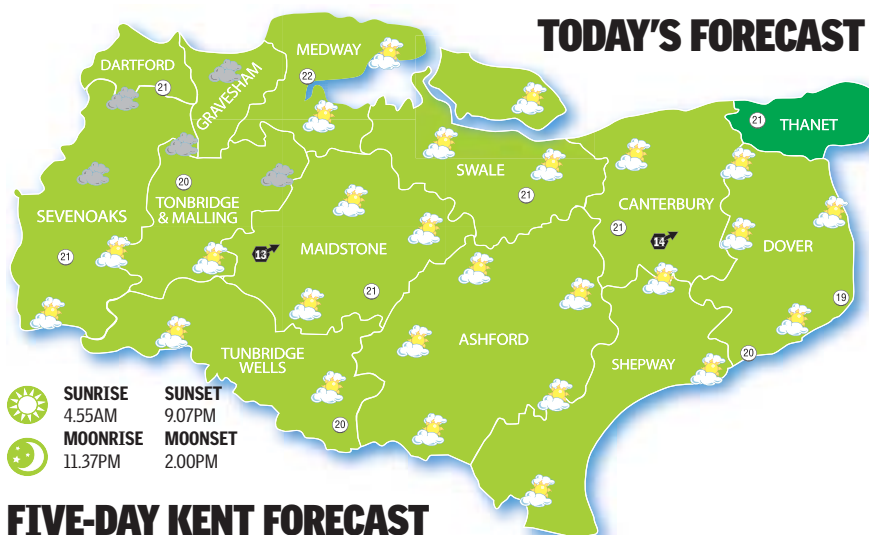 TODAY'S FORECAST
MEDWAY
DARTFORD
22
21
GRAVESHAM
21
THANET
SWALE
20
TONBRIDGE
& MALLING
21
CANTERBURY
SEVENOAKS
21
14
DOVER
MAIDSTONE
13
21
21
19
ASHFORD
TUNBRIDGE
WELLS
SHEPWAY
20
20
SUNRISE SUNSET
4.55AM 9.07PM
MOONRISE MOONSET
11.37PM 2.00PM
FIVE-DAY KENT FORECAST